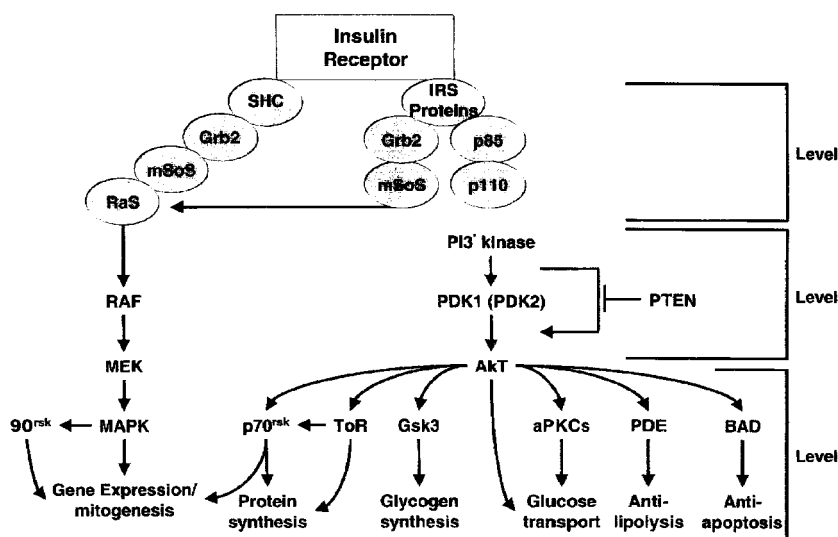 Insulin
Receptor
SHC
IRS
Proteins
Grb2
Grb2
p85
mSoS
mSoS
p110
RaS
Level
PI3' kinase
RAF
PDK1 (PDK2)
PTEN
Level
MEK
AkT
90rsk
MAPK
p70rsk
ToR
Gsk3
aPKCs
PDE
BAD
Level
Gene Expression/
mitogenesis
Protein
synthesis
Glycogen
synthesis
Glucose
transport
Anti-
lipolysis
Anti-
apoptosis